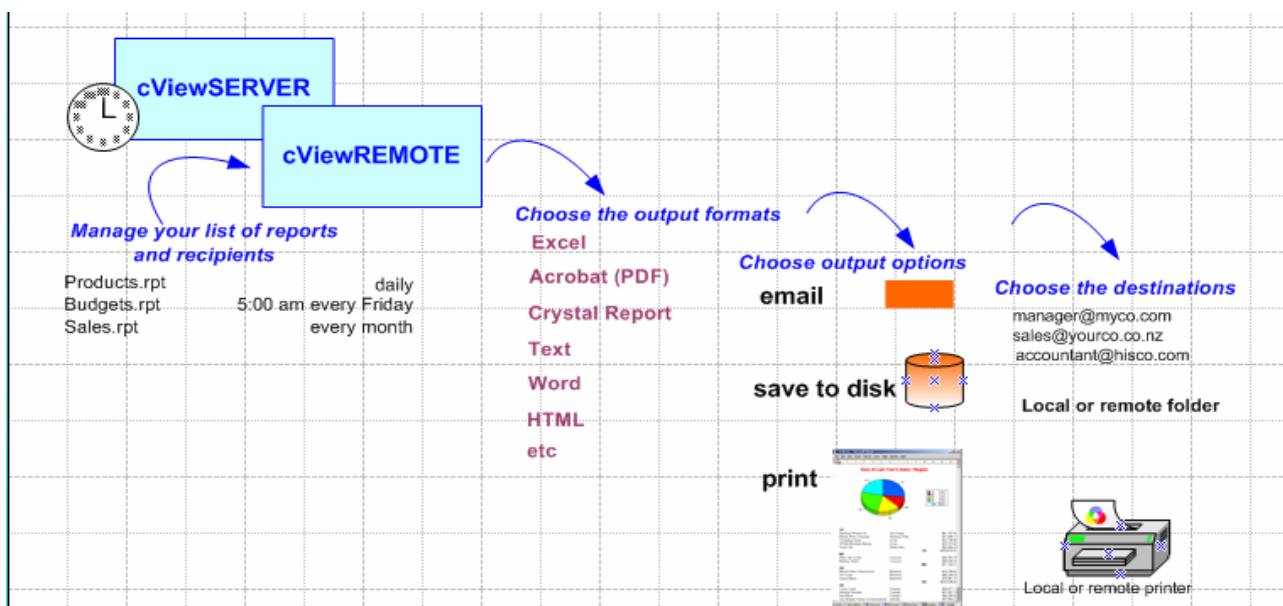 cViewSERVER
cViewREMOTE
Manage your list of reports
and recipients
Products.rpt daily
Budgets.rpt 5:00 am every Friday
Sales.rpt every month
Choose the output formats
Excel
Acrobat (PDF)
Crystal Report
Text
Word
HTML
etc
Choose output options
email
save to disk
print
Choose the destinations
manager@myco.com
sales@yourco.co.nz
accountant@hisco.com
Local or remote folder
Local or remote printer